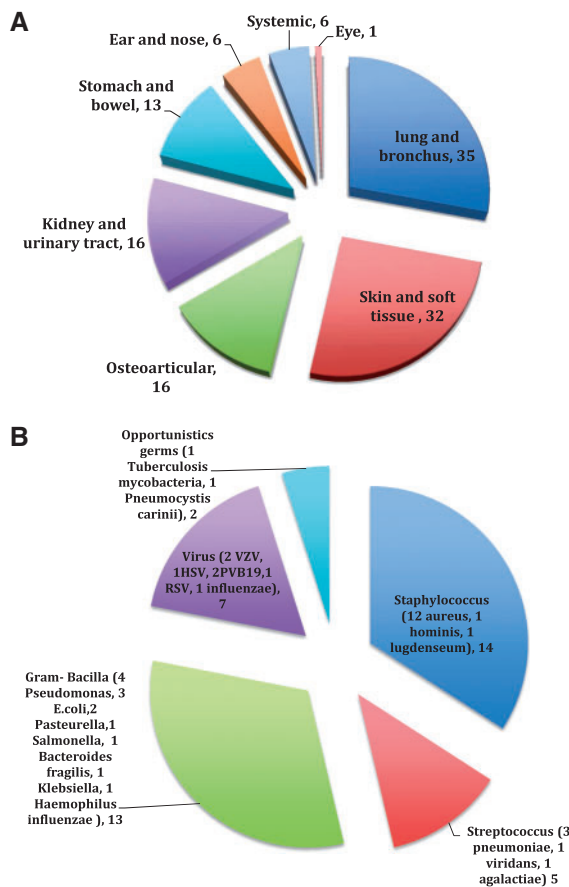 A
Systemic, 6
Eye, 1
Ear and nose, 6
Stomach and
bowel, 13
lung and
bronchus, 35
Kidney and
urinary tract, 16
Skin and soft
tissue , 32
Osteoarticular,
16
B
Opportunistics
germs (1
Tuberculosis
mycobacteria, 1
Pneumocystis
carinii), 2
Virus (2 VZV,
1HSV, 2PVB19,1
RSV, 1 influenzae),
7
Staphylococcus
(12 aureus, 1
hominis, 1
lugdenseum), 14
Gram- Bacilla (4
Pseudomonas, 3
E.coli,2
Pasteurella,1
Salmonella, 1
Bacteroides
fragilis, 1
Klebsiella, 1
Haemophilus
influenzae ), 13
Streptococcus (3
pneumoniae, 1
viridans, 1
agalactiae) 5